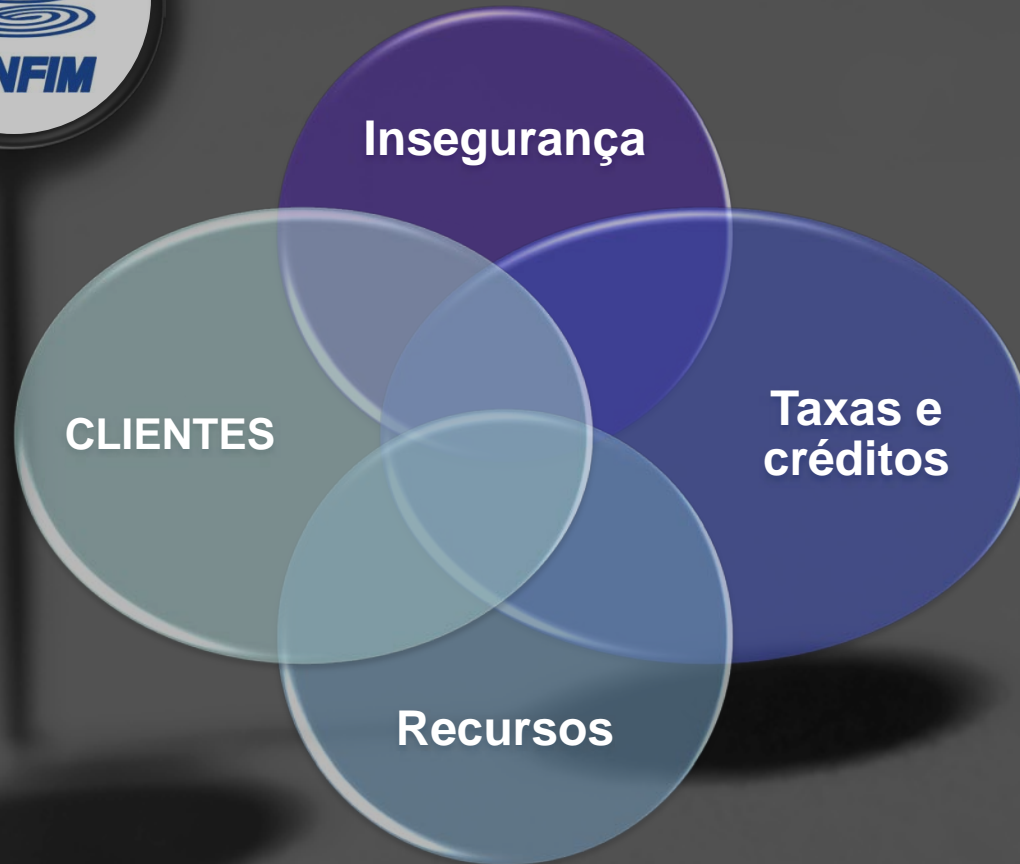 NFIM
Insegurança
CLIENTES
Taxas e
créditos
Recursos